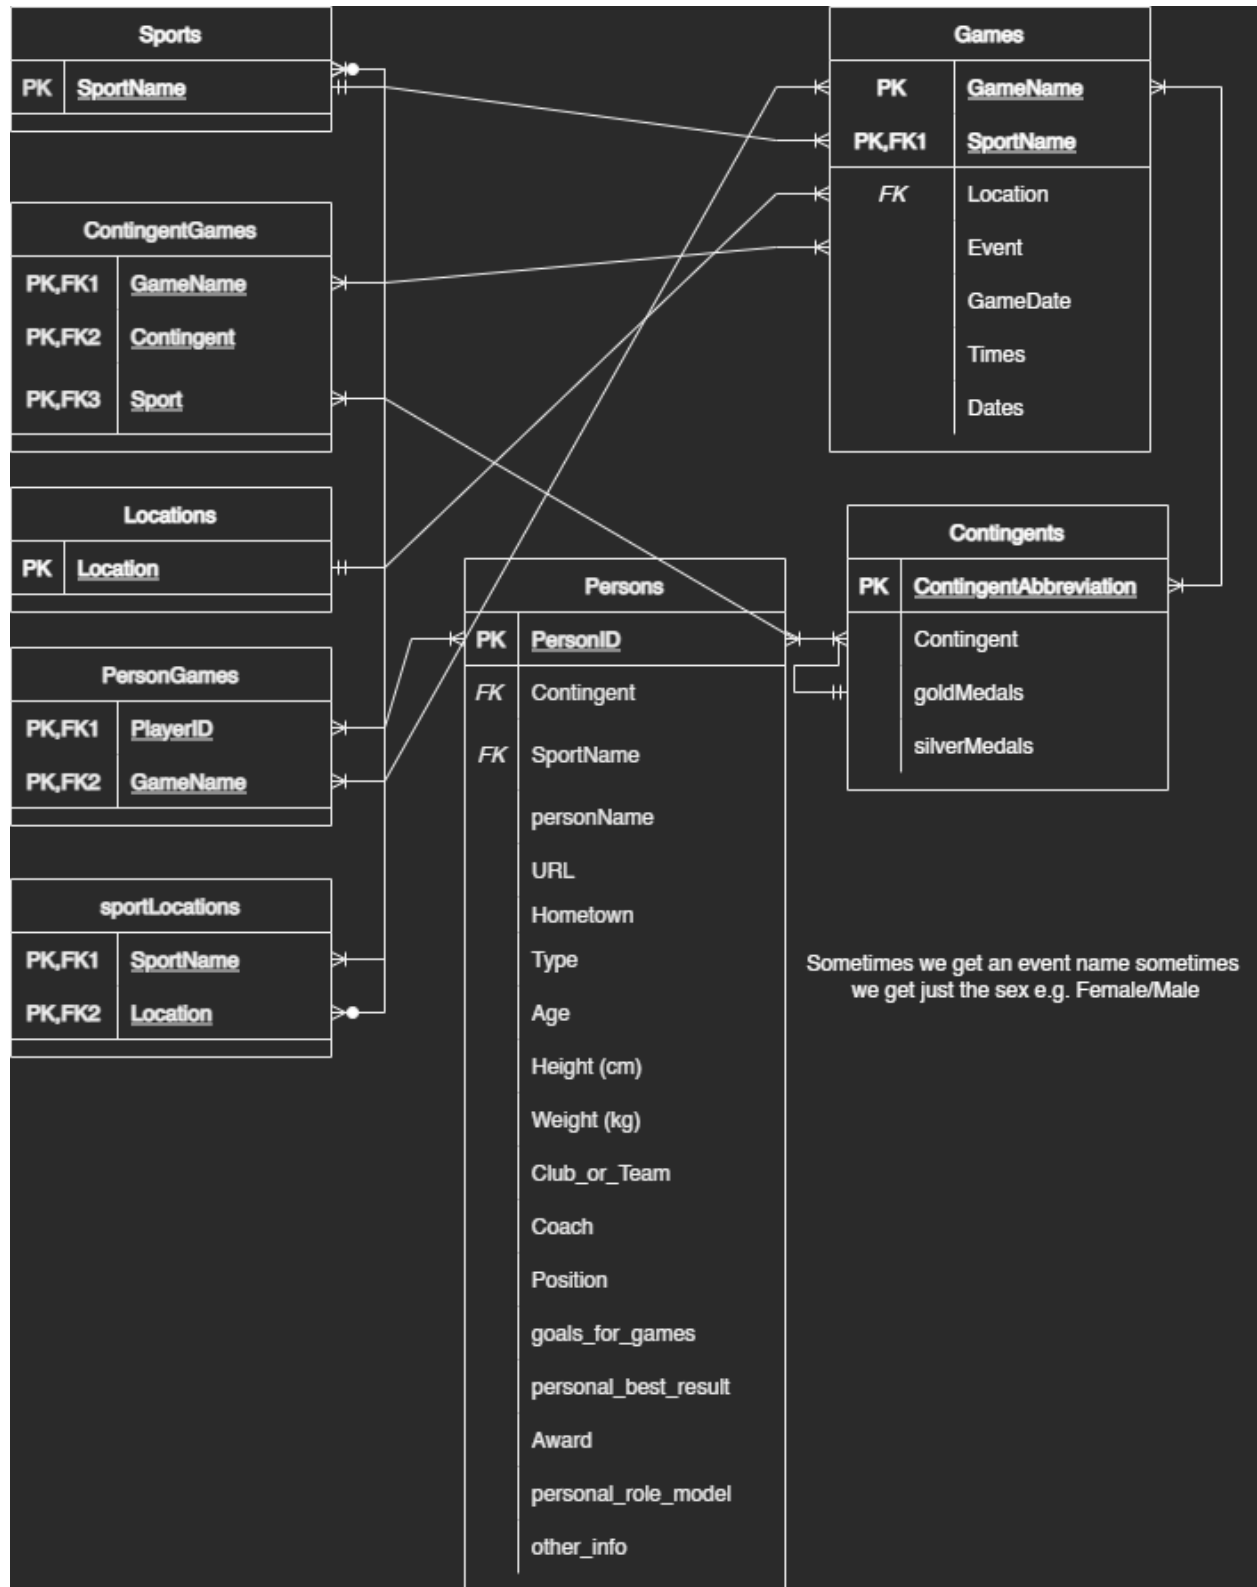 Sports
PK SportName
ContingentGames
PK,FK1 GameName
PK,FK2 Contingent
PK,FK3 Sport
Locations
PK Location
PersonGames
PK,FK1 PlayerID
PK,FK2 GameName
sportLocations
PK,FK1 SportName
PK,FK2 Location
Persons
PK PersonID
FK Contingent
FK SportName
personName
URL
Hometown
Type
Age
Height (cm)
Weight (kg)
Club_or_Team
Coach
Position
goals_for_games
personal_best_result
Award
personal_role_model
other_info
Games
PK GameName
PK,FK1 SportName
FK Location
Event
GameDate
Times
Dates
Contingents
PK ContingentAbbreviation
Contingent
goldMedals
silverMedals
Sometimes we get an event name sometimes
we get just the sex e.g. Female/Male